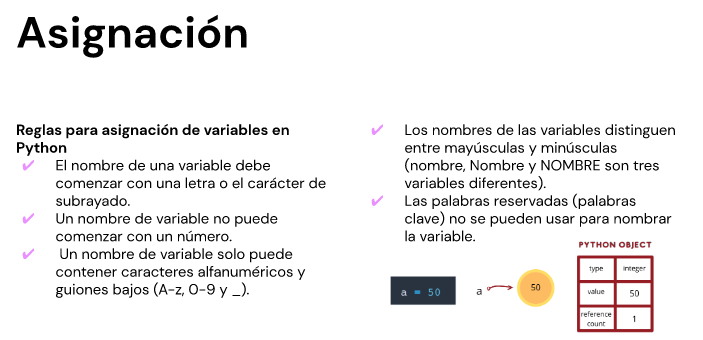 Asignación
Reglas para asignación de variables en
Python
✔ El nombre de una variable debe
comenzar con una letra o el carácter de
subrayado.
✔ Un nombre de variable no puede
comenzar con un número.
✔ Un nombre de variable solo puede
contener caracteres alfanuméricos y
guiones bajos (A-z, 0-9 y _).
✔ Los nombres de las variables distinguen
entre mayúsculas y minúsculas
(nombre, Nombre y NOMBRE son tres
variables diferentes).
✔ Las palabras reservadas (palabras
clave) no se pueden usar para nombrar
la variable.
a = 50
a
50
PYTHON OBJECT
type integer
value 50
reference
count 1